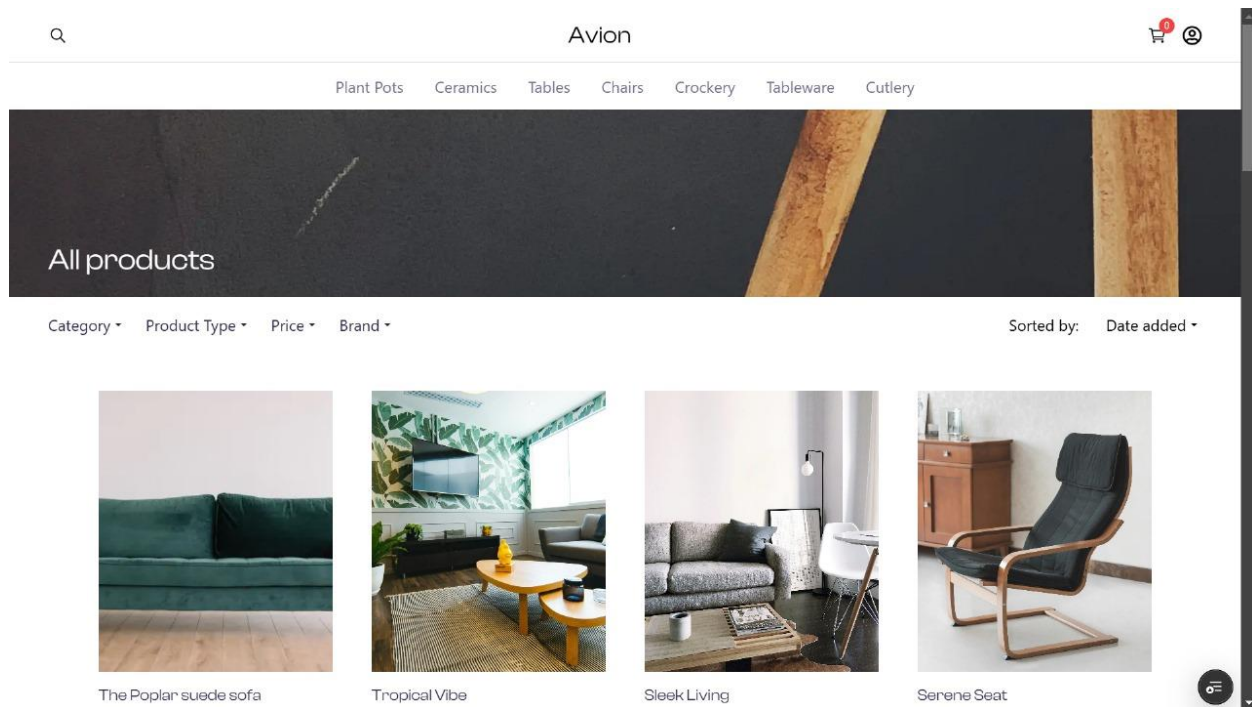 Avion
0
Plant Pots Ceramics Tables Chairs Crockery Tableware Cutlery
All products
Category Product Type Price Brand Sorted by: Date added
The Poplar suede sofa Tropical Vibe Sleek Living Serene Seat